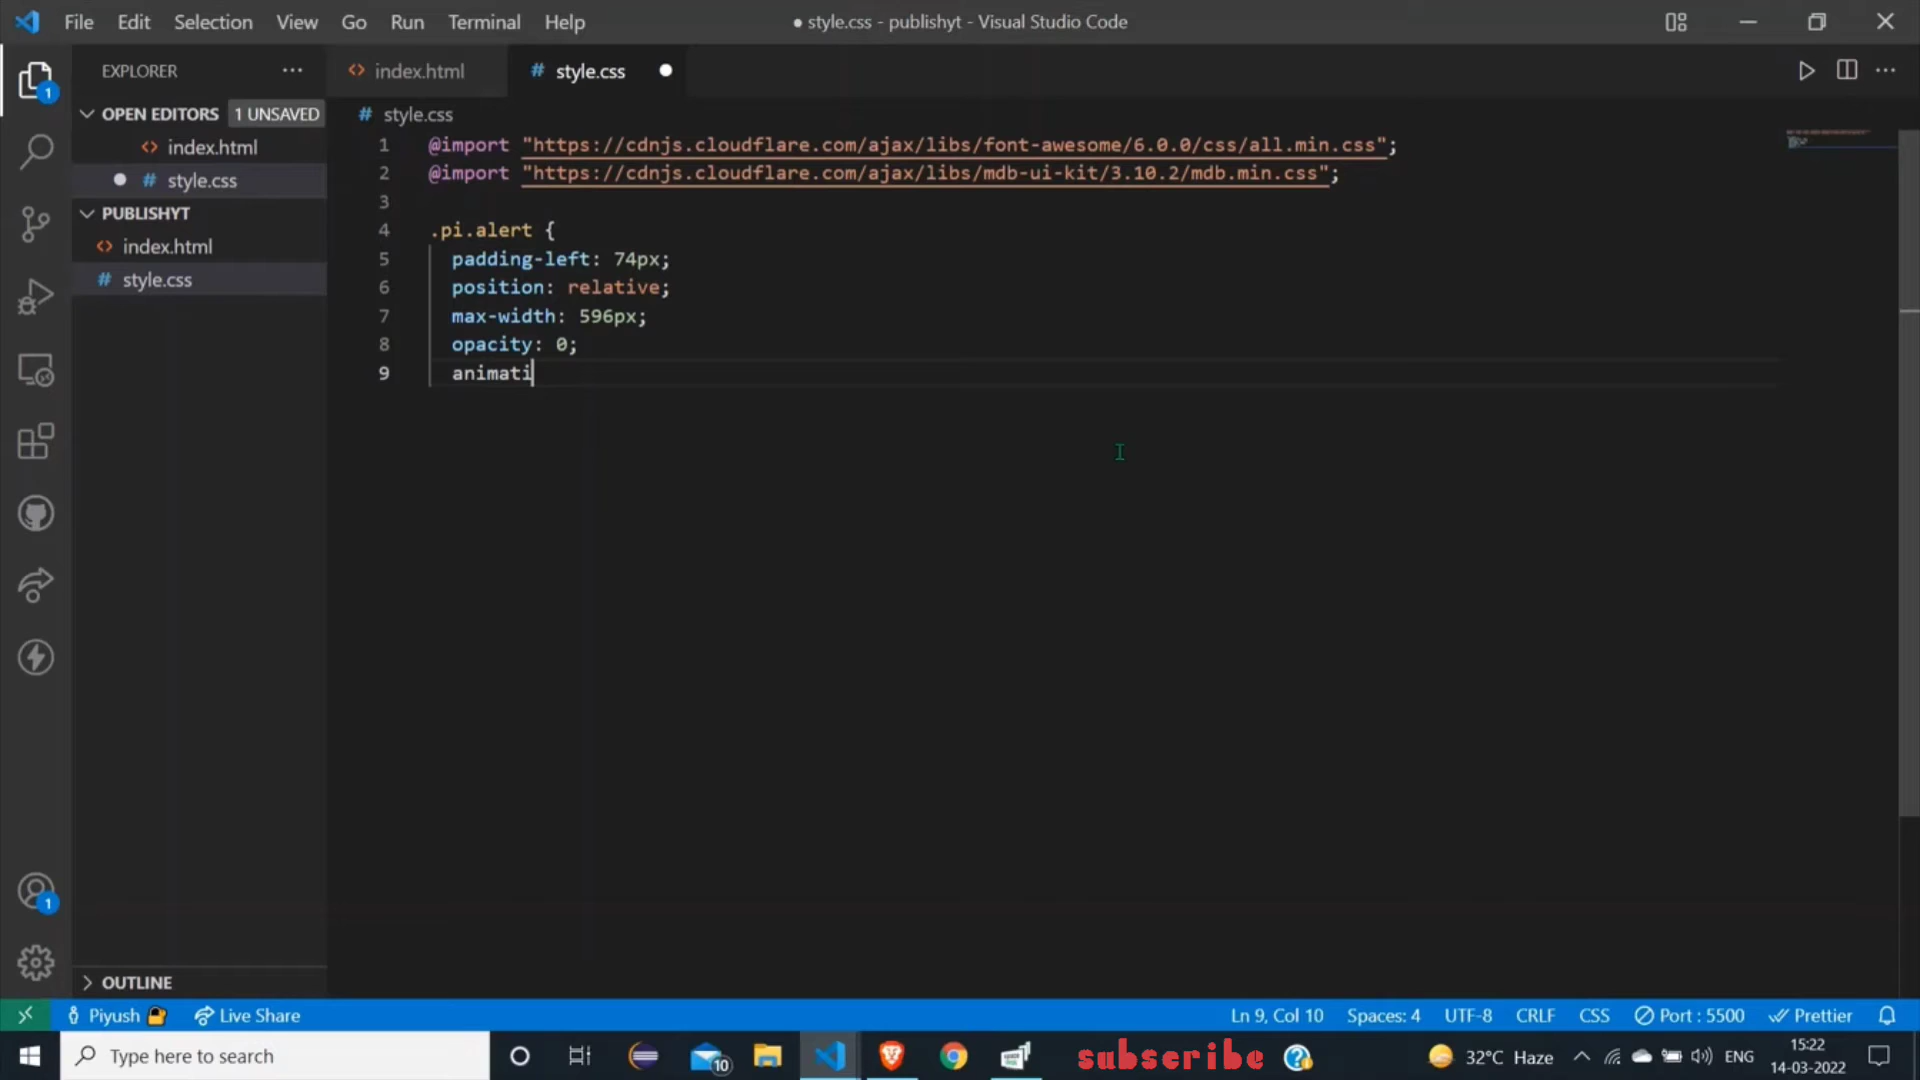 File Edit Selection View Go Run Terminal Help
● style.css - publishyt - Visual Studio Code
EXPLORER
index.html
# style.css
OPEN EDITORS 1 UNSAVED
index.html
# style.css
PUBLISHYT
index.html
# style.css
OUTLINE
# style.css
1 @import "https://cdnjs.cloudflare.com/ajax/libs/font-awesome/6.0.0/css/all.min.css";
2 @import "https://cdnjs.cloudflare.com/ajax/libs/mdb-ui-kit/3.10.2/mdb.min.css";
3
4 .pi.alert {
5 padding-left: 74px;
6 position: relative;
7 max-width: 596px;
8 opacity: 0;
9 animati
1
1
Piyush Live Share
Ln 9, Col 10 Spaces: 4 UTF-8 CRLF CSS Port : 5500 Prettier
Type here to search
10
subscribe
32°C Haze
ENG
15:22
14-03-2022